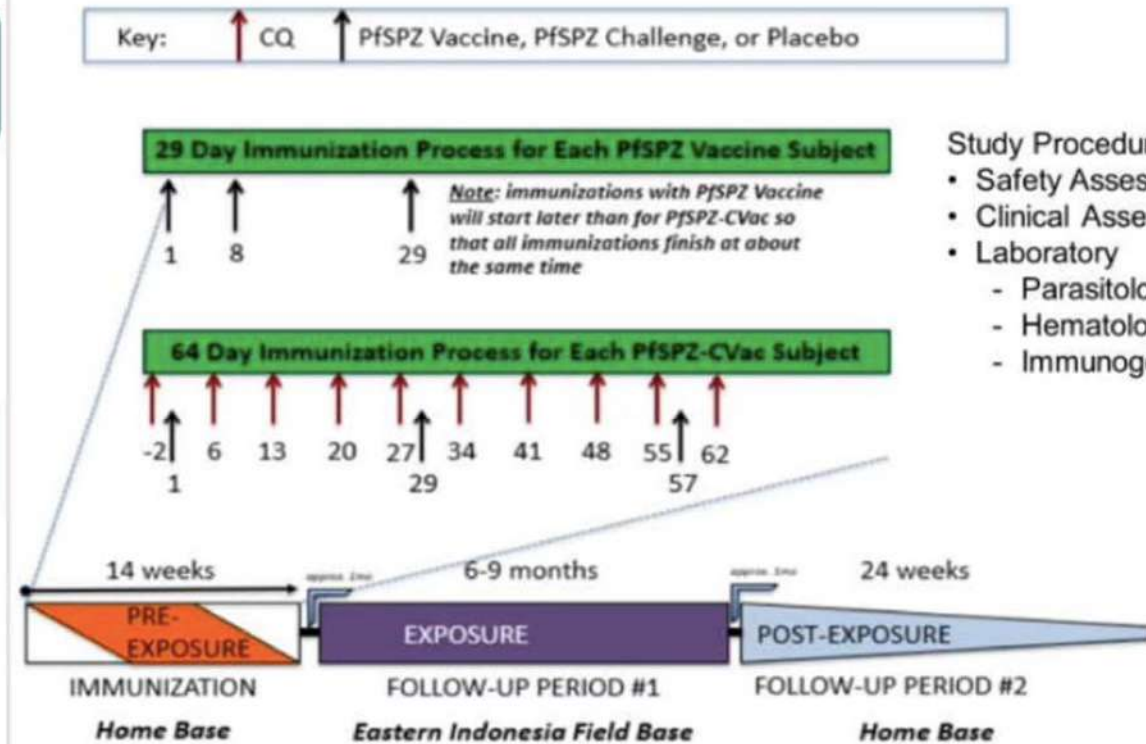 Key: CQ PfSPZ Vaccine, PfSPZ Challenge, or Placebo
29 Day Immunization Process for Each PfSPZ Vaccine Subject
Note: immunizations with PfSPZ Vaccine
will start later than for PfSPZ-CVac so
that all immunizations finish at about
the same time
1 8 29
64 Day Immunization Process for Each PfSPZ-CVac Subject
-2 6 13 20 27 34 41 48 55 62
1 29 57
Study Procedur
• Safety Asses
• Clinical Asse
• Laboratory
- Parasitolo
- Hematolo
- Immunoge
14 weeks
6-9 months
24 weeks
PRE-
EXPOSURE
EXPOSURE
POST-EXPOSURE
IMMUNIZATION
FOLLOW-UP PERIOD #1
FOLLOW-UP PERIOD #2
Home Base
Eastern Indonesia Field Base
Home Base